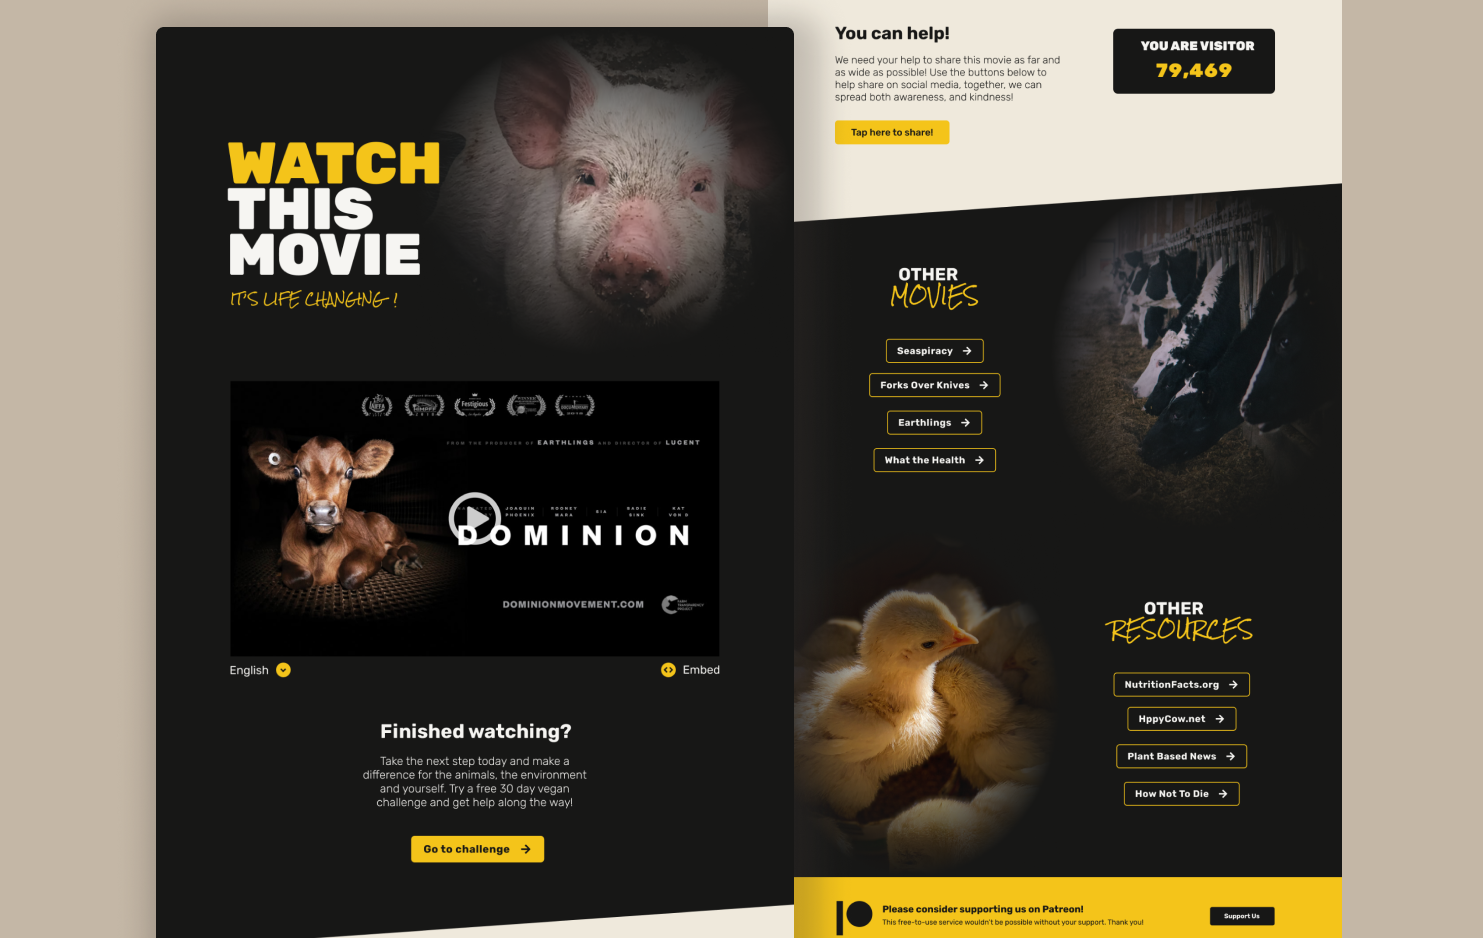 WATCH
THIS
MOVIE
IT'S LIFE CHANGING!
Festigious
FROM THE PRODUCER OF EARTHLINGS AND DIRECTOR OF LUCENT
JOAQUIN PHOENIX
ROONEY MARA
SIA
SADIE SINK
KAT VON D
DOMINION
DOMINIONMOVEMENT.COM
English
Embed
Finished watching?
Take the next step today and make a
difference for the animals, the environment
and yourself. Try a free 30 day vegan
challenge and get help along the way!
Go to challenge
You can help!
We need your help to share this movie as far and
as wide as possible! Use the buttons below to
help share on social media, together, we can
spread both awareness, and kindness!
Tap here to share!
YOU ARE VISITOR
79,469
OTHER
MOVIES
Seaspiracy
Forks Over Knives
Earthlings
What the Health
OTHER
RESOURCES
NutritionFacts.org
HppyCow.net
Plant Based News
How Not To Die
Please consider supporting us on Patreon!
This free-to-use service wouldn't be possible without your support. Thank you!
Support Us